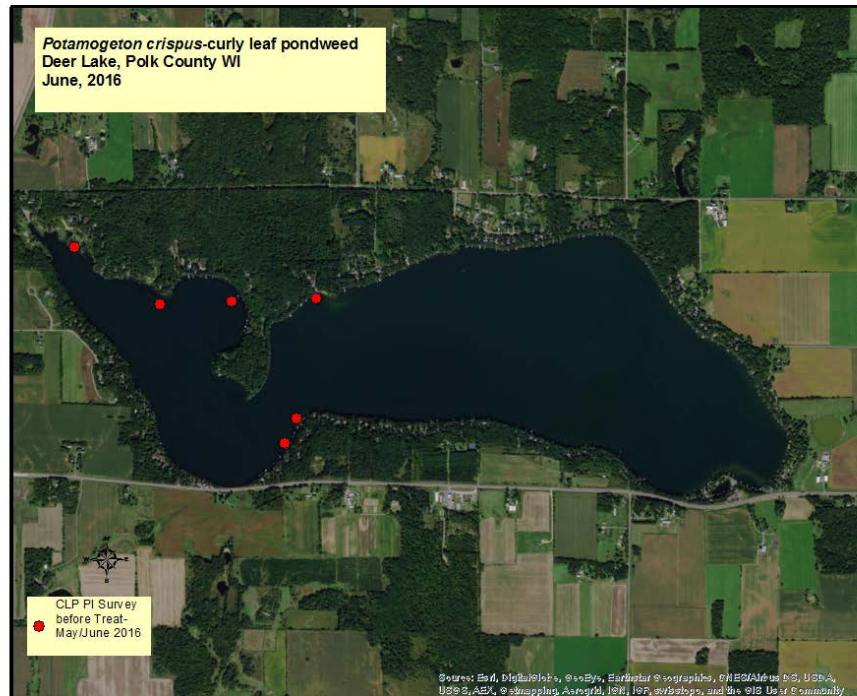 Potamogeton crispus-curly leaf pondweed
Deer Lake, Polk County WI
June, 2016
N
W E
S
CLP PI Survey
before Treat-
May/June 2016
Source: Esri, DigitalGlobe, GeoEye, Earthstar Geographics, CNES/Airbus DS, USDA,
USGS, AEX, Getmapping, Aerogrid, IGN, IGP, swisstopo, and the GIS User Community